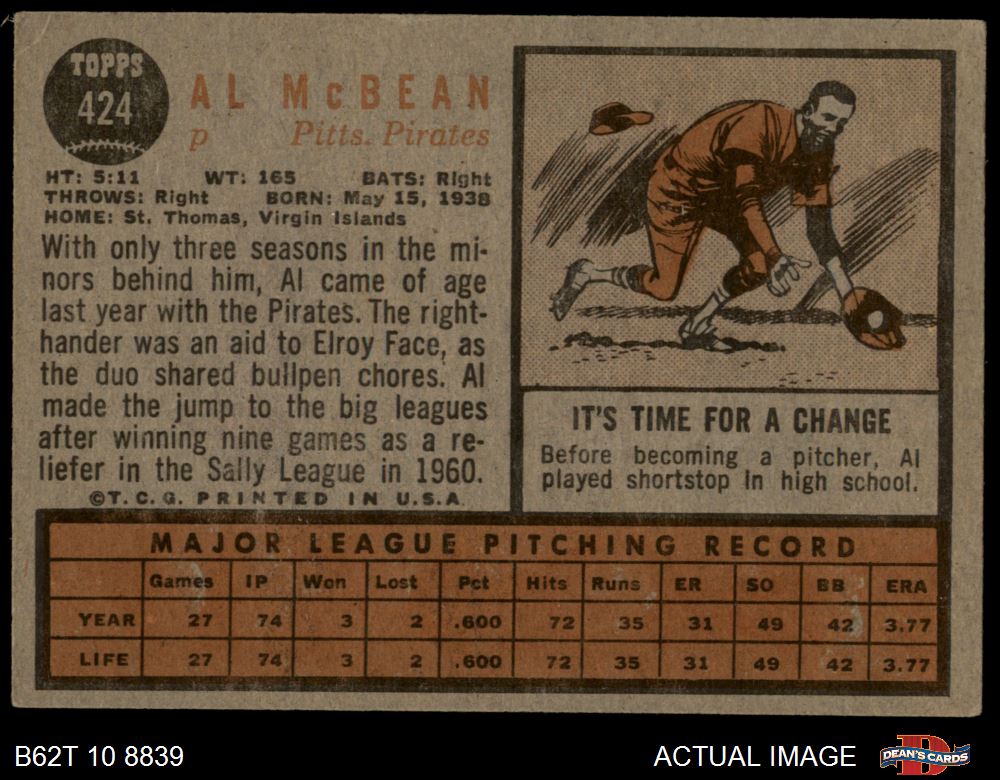 TOPPS
424
AL McBEAN
p Pitts. Pirates
HT: 5:11 WT: 165 BATS: Right
THROWS: Right BORN: May 15, 1938
HOME: St. Thomas, Virgin Islands
With only three seasons in the mi-
nors behind him, Al came of age
last year with the Pirates. The right-
hander was an aid to Elroy Face, as
the duo shared bullpen chores. Al
made the jump to the big leagues
after winning nine games as a re-
liefer in the Sally League in 1960.
©T. C. G. PRINTED IN U.S.A.
IT'S TIME FOR A CHANGE
Before becoming a pitcher, Al
played shortstop in high school.
MAJOR LEAGUE PITCHING RECORD
Games IP Won Lost Pct Hits Runs ER SO BB ERA
YEAR 27 74 3 2 .600 72 35 31 49 42 3.77
LIFE 27 74 3 2 .600 72 35 31 49 42 3.77
B62T 10 8839 ACTUAL IMAGE DEAN'S CARDS